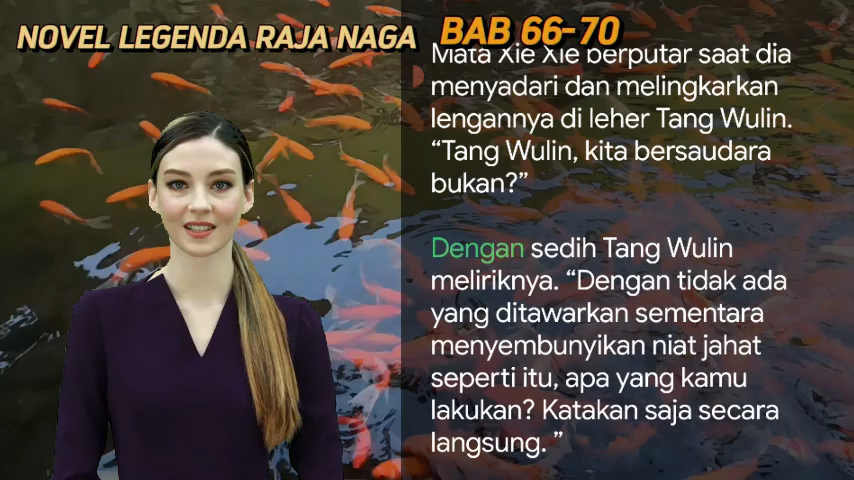 NOVEL LEGENDA RAJA NAGA BAB 66-70
Mata Xie Xie berputar saat dia
menyadari dan melingkarkan
lengannya di leher Tang Wulin.
“Tang Wulin, kita bersaudara
bukan?”
Dengan sedih Tang Wulin
meliriknya. “Dengan tidak ada
yang ditawarkan sementara
menyembunyikan niat jahat
seperti itu, apa yang kamu
lakukan? Katakan saja secara
langsung. ”